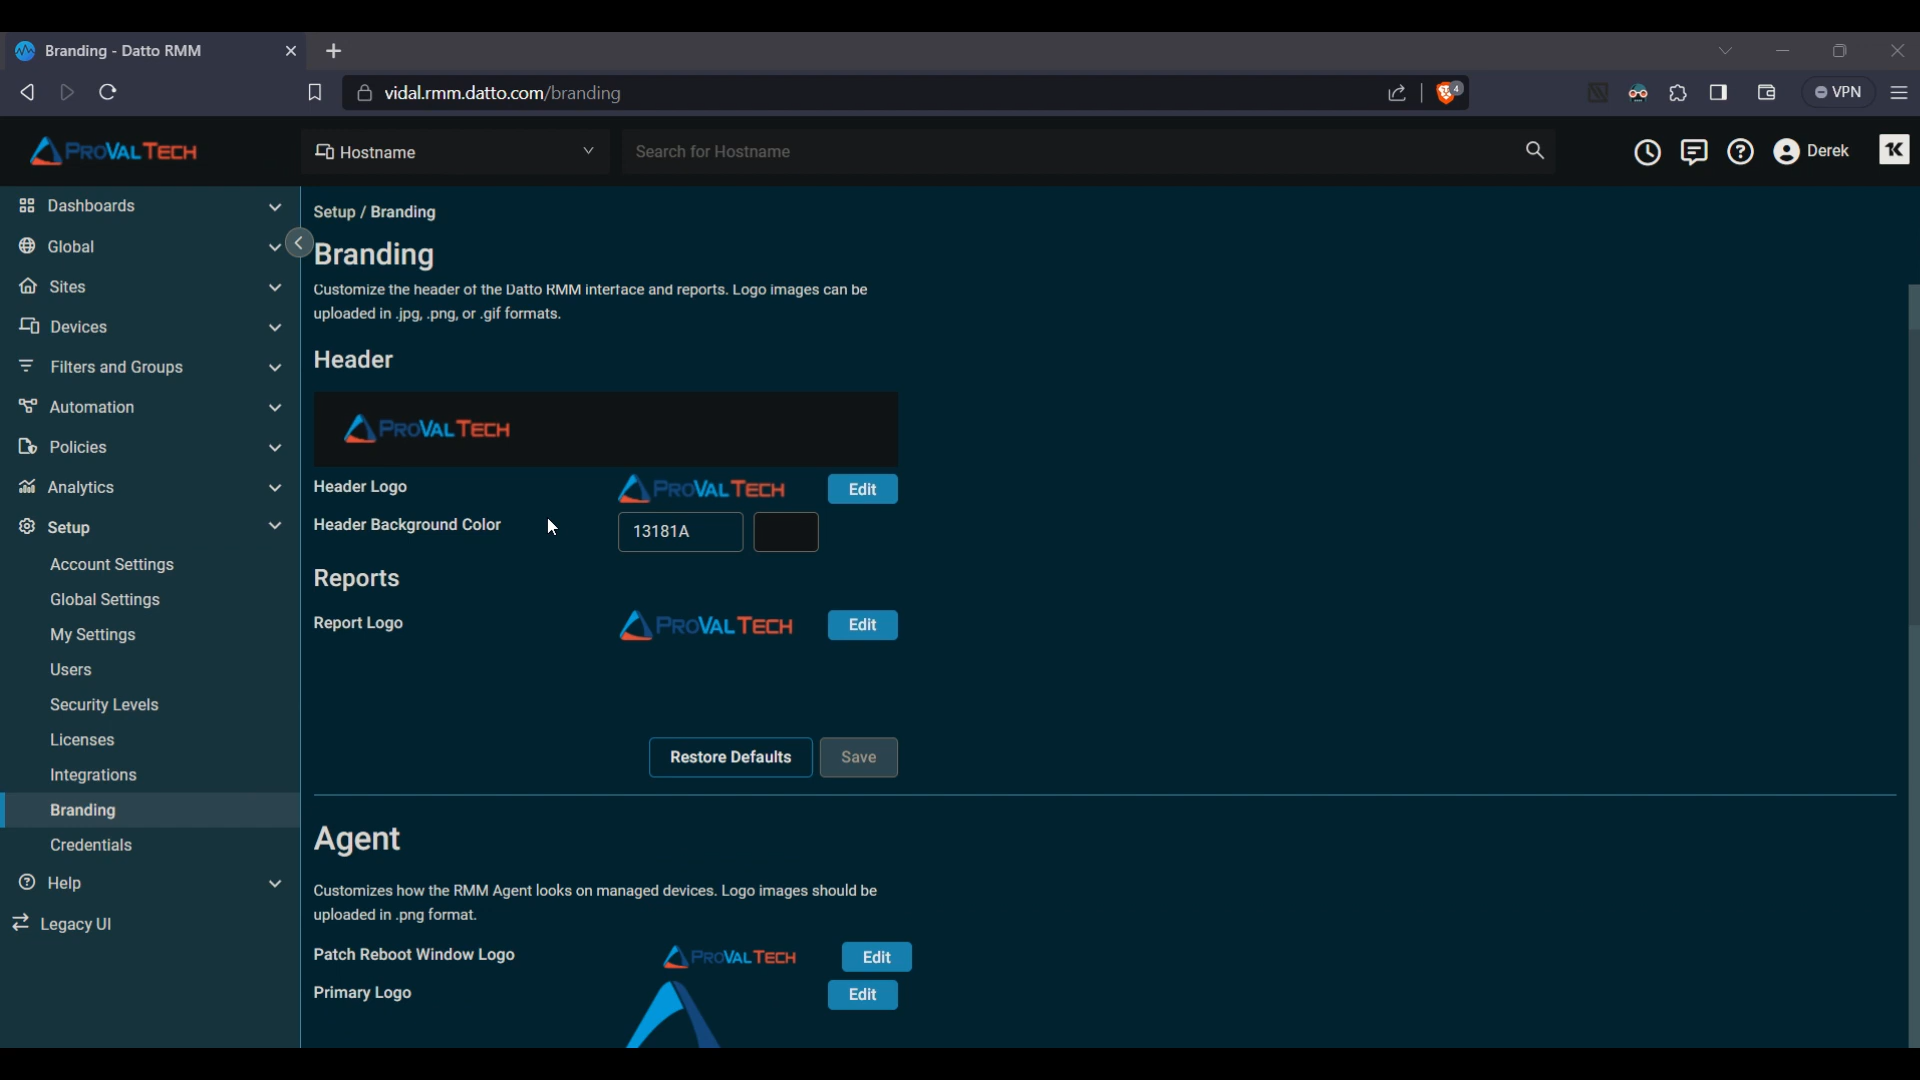 Branding - Datto RMM
vidal.rmm.datto.com/branding
4
VPN
PROVALTECH
Hostname
Search for Hostname
Derek
K
Dashboards
Global
Sites
Devices
Filters and Groups
Automation
Policies
Analytics
Setup
Account Settings
Global Settings
My Settings
Users
Security Levels
Licenses
Integrations
Branding
Credentials
Help
Legacy UI
Setup / Branding
Branding
Customize the header of the Datto RMM interface and reports. Logo images can be
uploaded in .jpg, .png, or .gif formats.
Header
PROVALTECH
Header Logo PROVALTECH Edit
Header Background Color 13181A
Reports
Report Logo PROVALTECH Edit
Restore Defaults Save
Agent
Customizes how the RMM Agent looks on managed devices. Logo images should be
uploaded in .png format.
Patch Reboot Window Logo PROVALTECH Edit
Primary Logo Edit